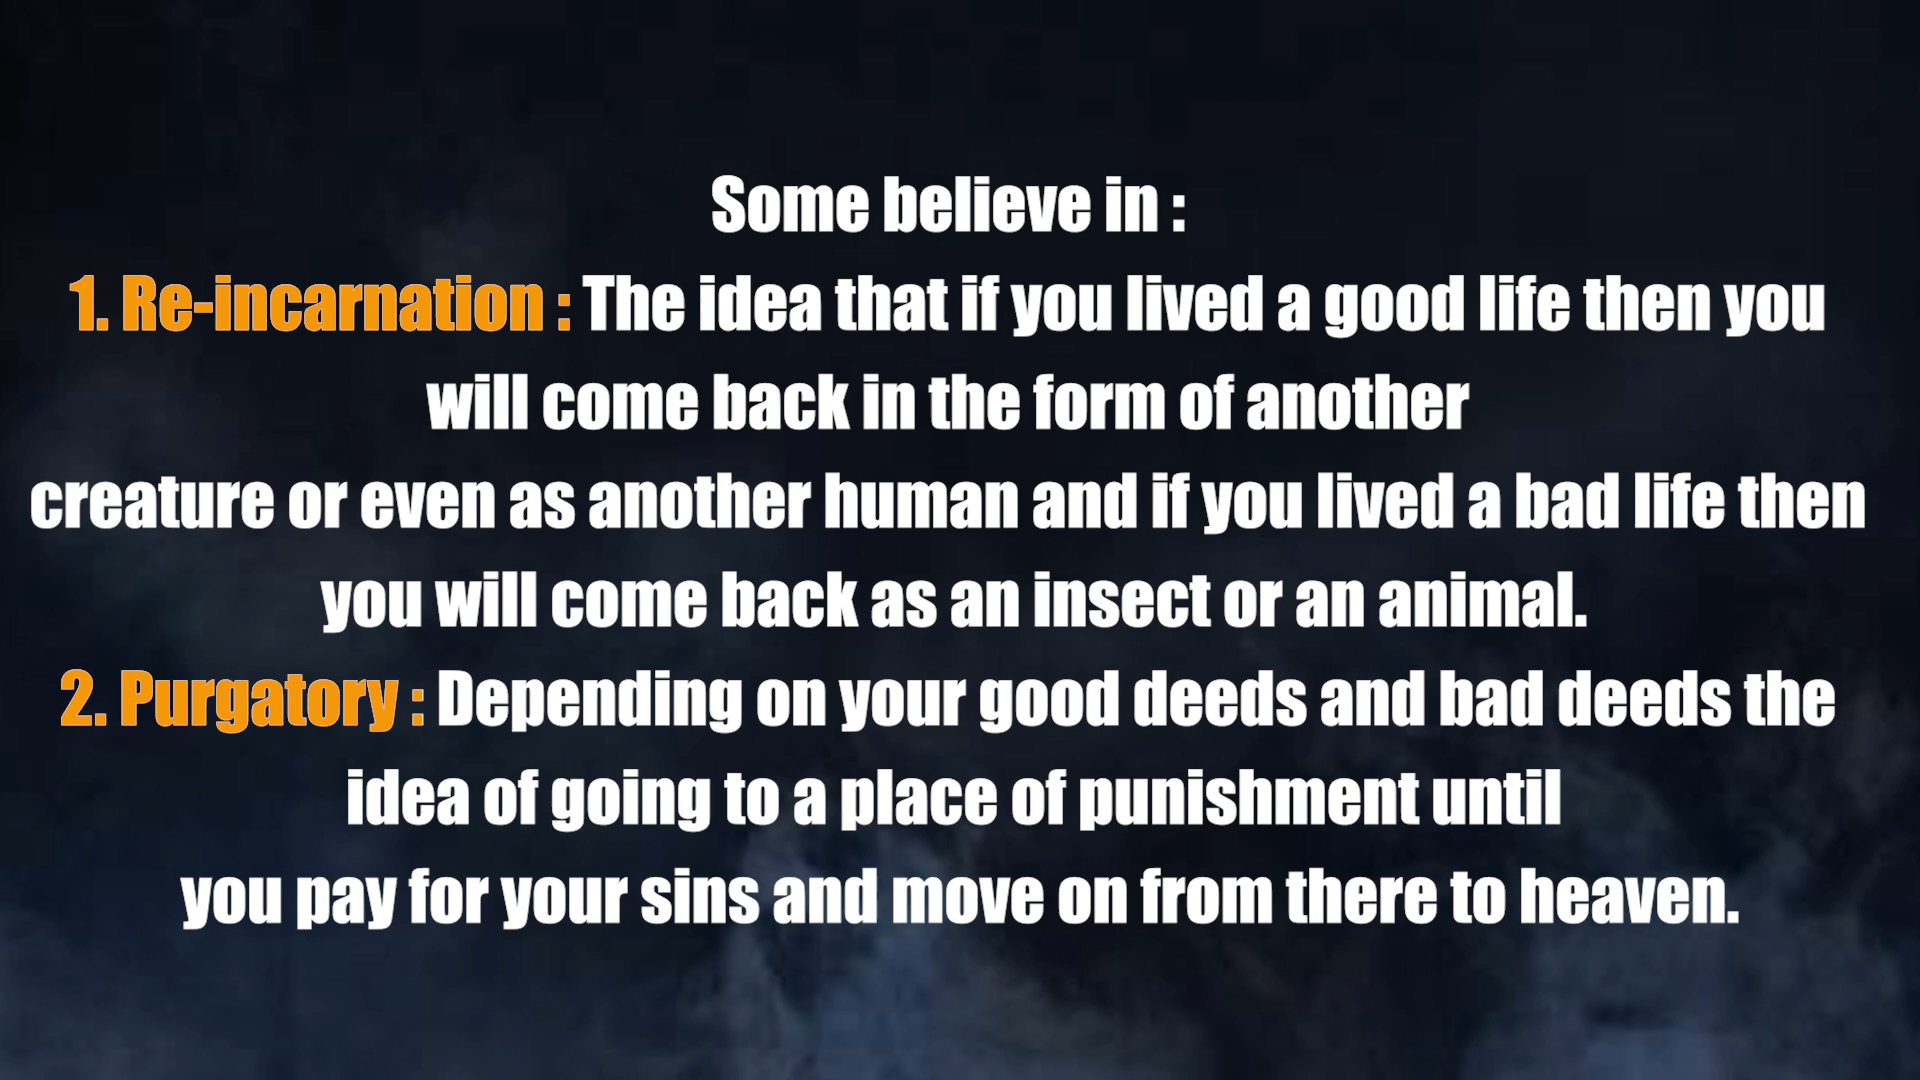 Some believe in :
1. Re-incarnation : The idea that if you lived a good life then you
will come back in the form of another
creature or even as another human and if you lived a bad life then
you will come back as an insect or an animal.
2. Purgatory : Depending on your good deeds and bad deeds the
idea of going to a place of punishment until
you pay for your sins and move on from there to heaven.